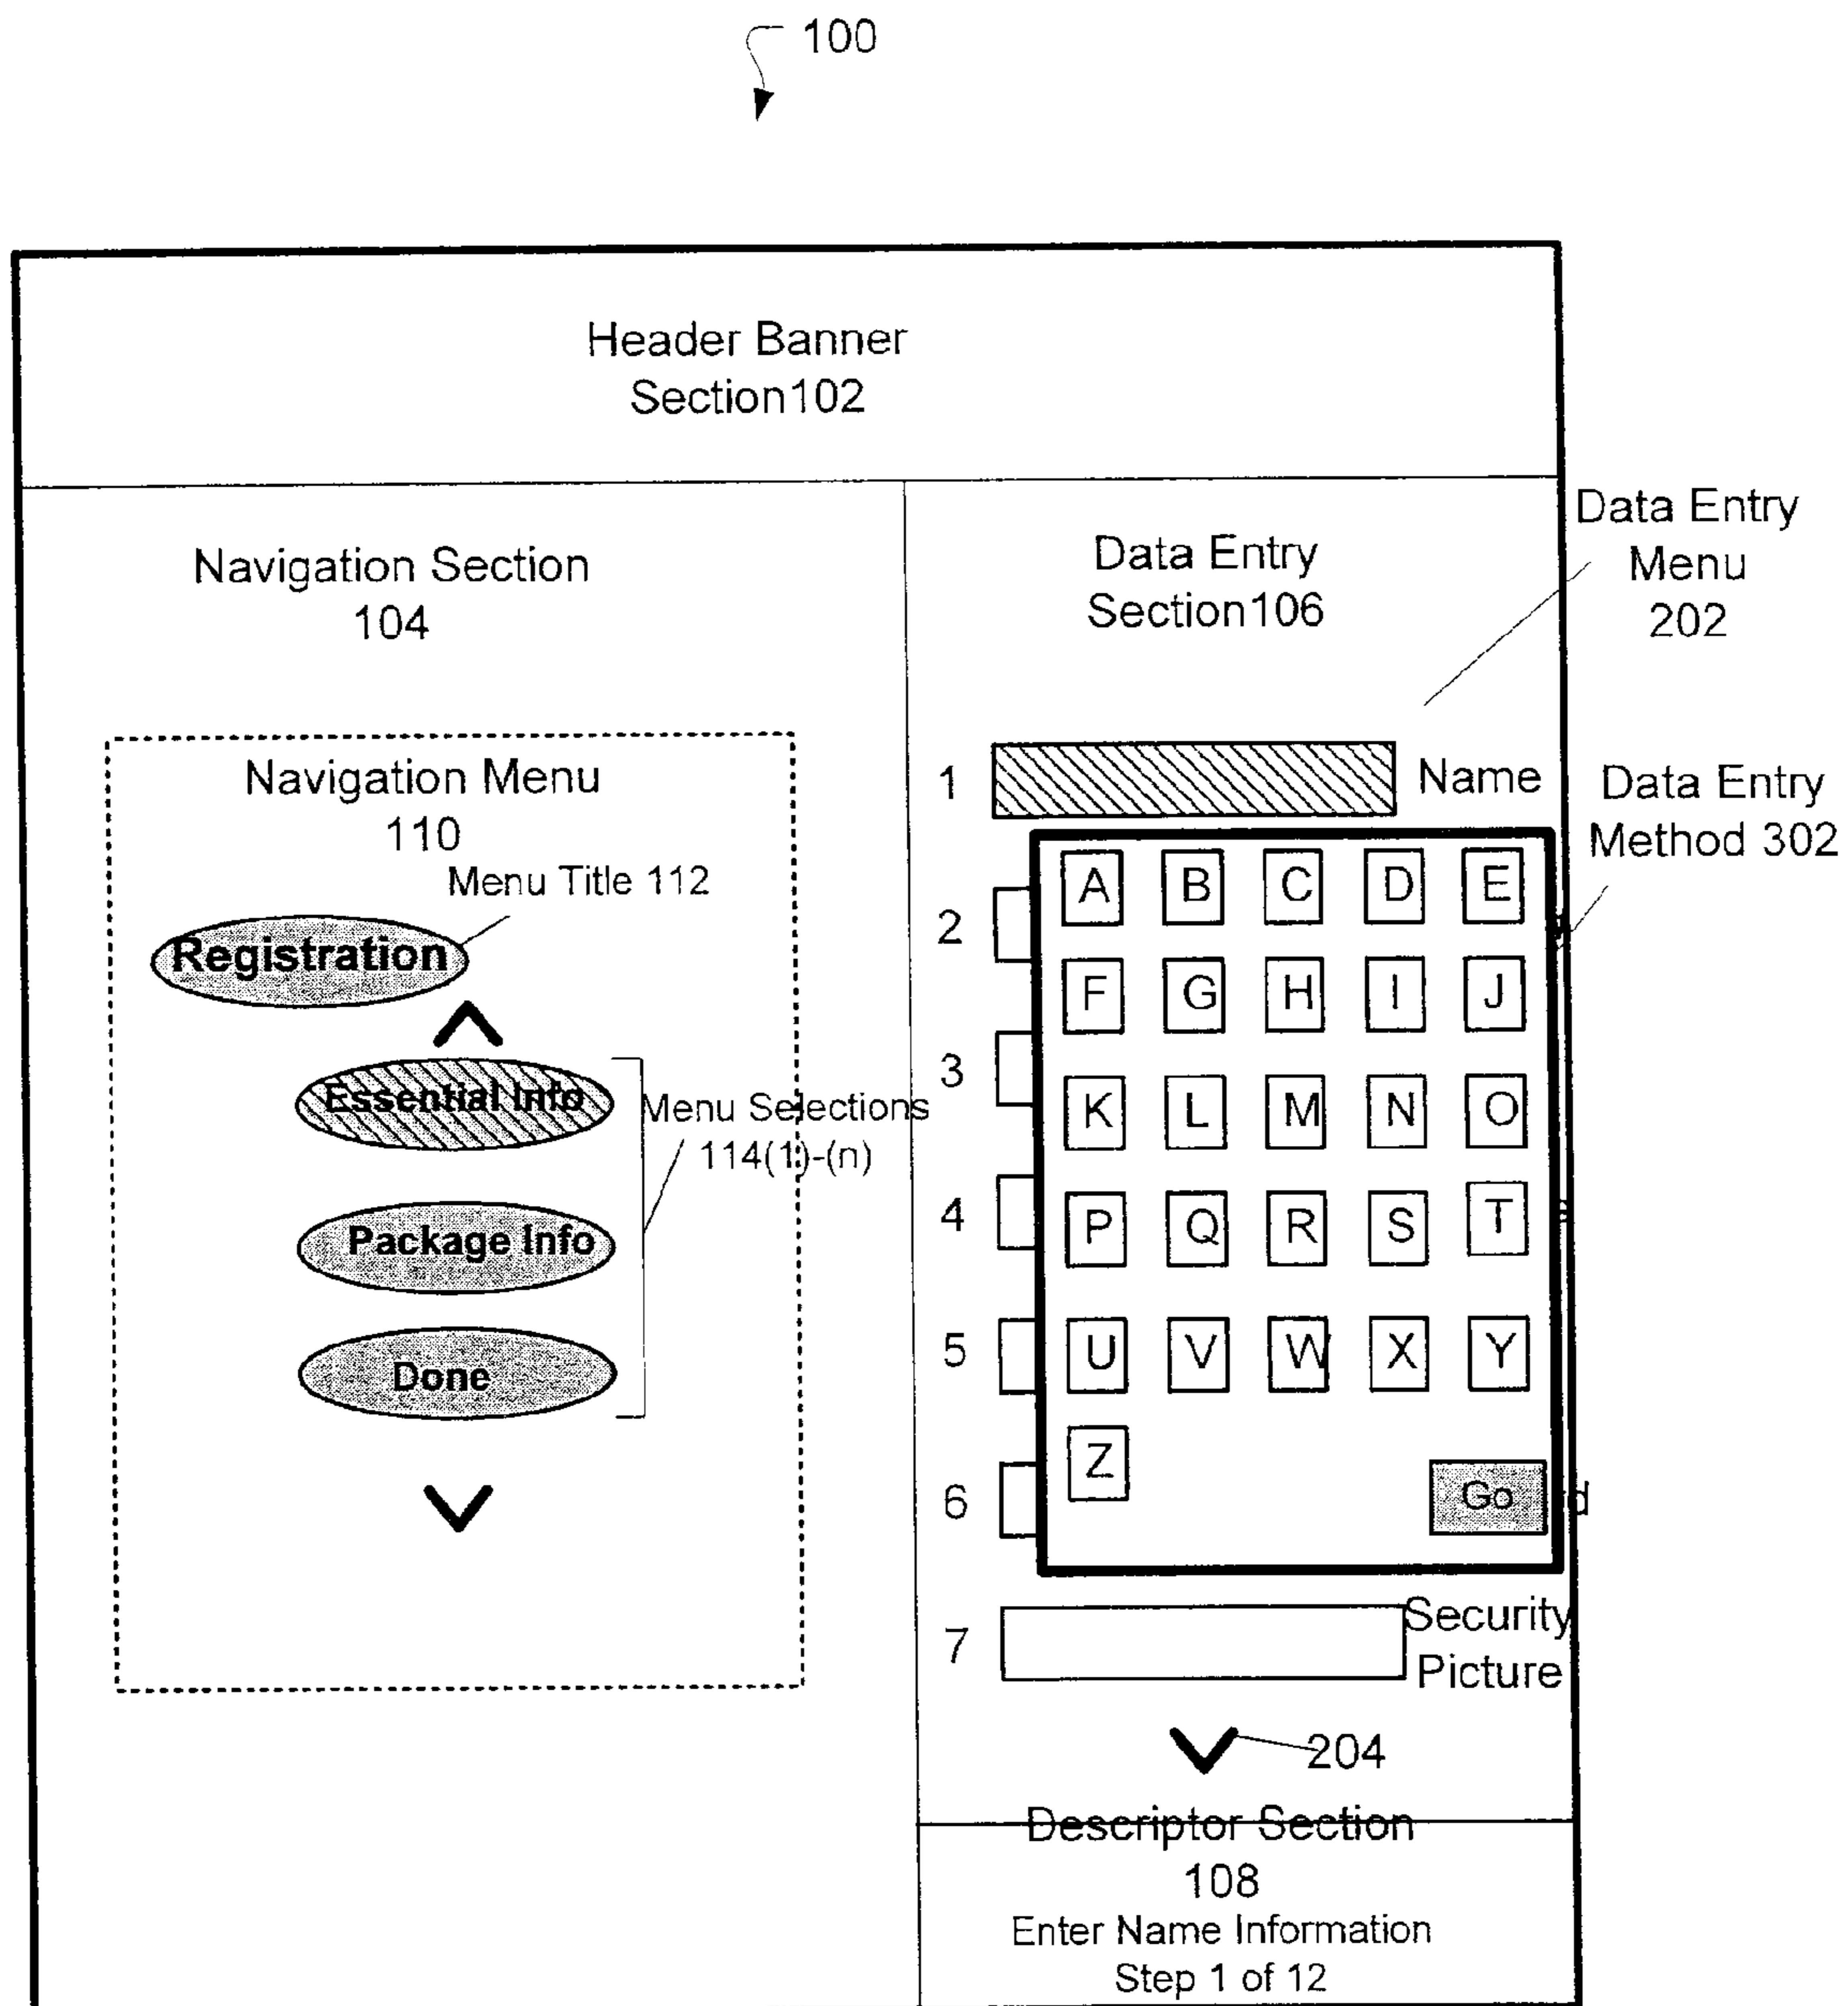 100
Header Banner
Section102
Navigation Section
104
Data Entry
Section106
Data Entry
Menu
202
Navigation Menu
110
Menu Title 112
Registration
Essential Info
Menu Selections
114(1)-(n)
Package Info
Done
1
Name
Data Entry
Method 302
2
3
4
5
6
A B C D E
F G H I J
K L M N O
P Q R S T
U V W X Y
Z
Go
d
7
Security
Picture
204
Descriptor Section
108
Enter Name Information
Step 1 of 12